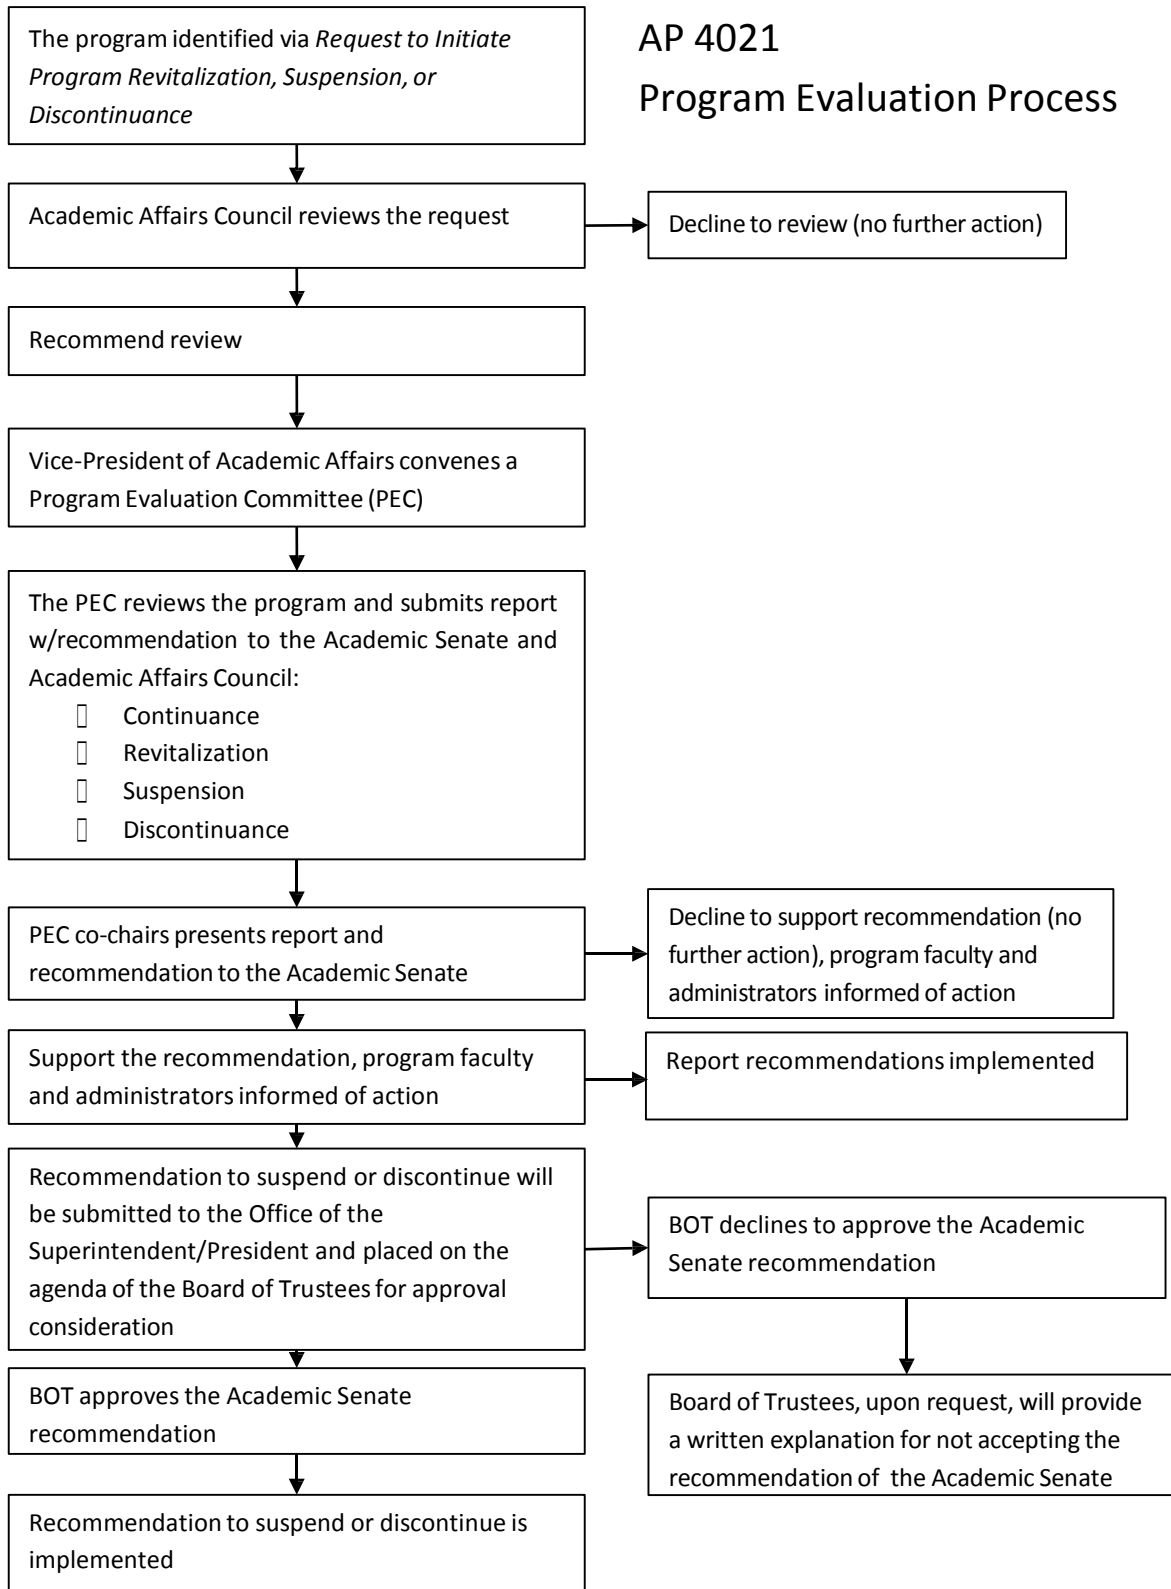 AP 4021
Program Evaluation Process
The program identified via Request to Initiate
Program Revitalization, Suspension, or
Discontinuance
Academic Affairs Council reviews the request
Decline to review (no further action)
Recommend review
Vice-President of Academic Affairs convenes a
Program Evaluation Committee (PEC)
The PEC reviews the program and submits report
w/recommendation to the Academic Senate and
Academic Affairs Council:
Continuance
Revitalization
Suspension
Discontinuance
PEC co-chairs presents report and
recommendation to the Academic Senate
Decline to support recommendation (no
further action), program faculty and
administrators informed of action
Support the recommendation, program faculty
and administrators informed of action
Report recommendations implemented
Recommendation to suspend or discontinue will
be submitted to the Office of the
Superintendent/President and placed on the
agenda of the Board of Trustees for approval
consideration
BOT declines to approve the Academic
Senate recommendation
BOT approves the Academic Senate
recommendation
Board of Trustees, upon request, will provide
a written explanation for not accepting the
recommendation of the Academic Senate
Recommendation to suspend or discontinue is
implemented